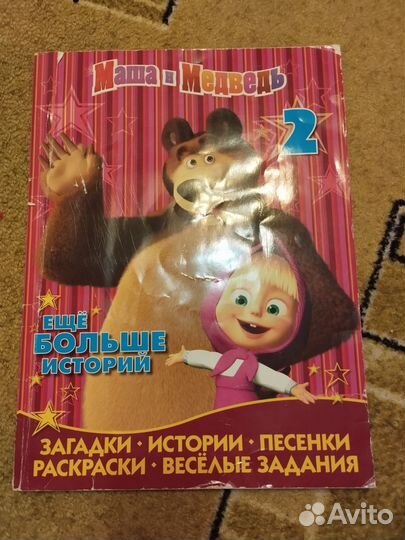 Маша и Медведь
2
ЕЩЁ
БОЛЬШЕ
ИСТОРИЙ
ЗАГАДКИ • ИСТОРИИ • ПЕСЕНКИ
РАСКРАСКИ • ВЕСЁЛЫЕ ЗАДАНИЯ
Avito